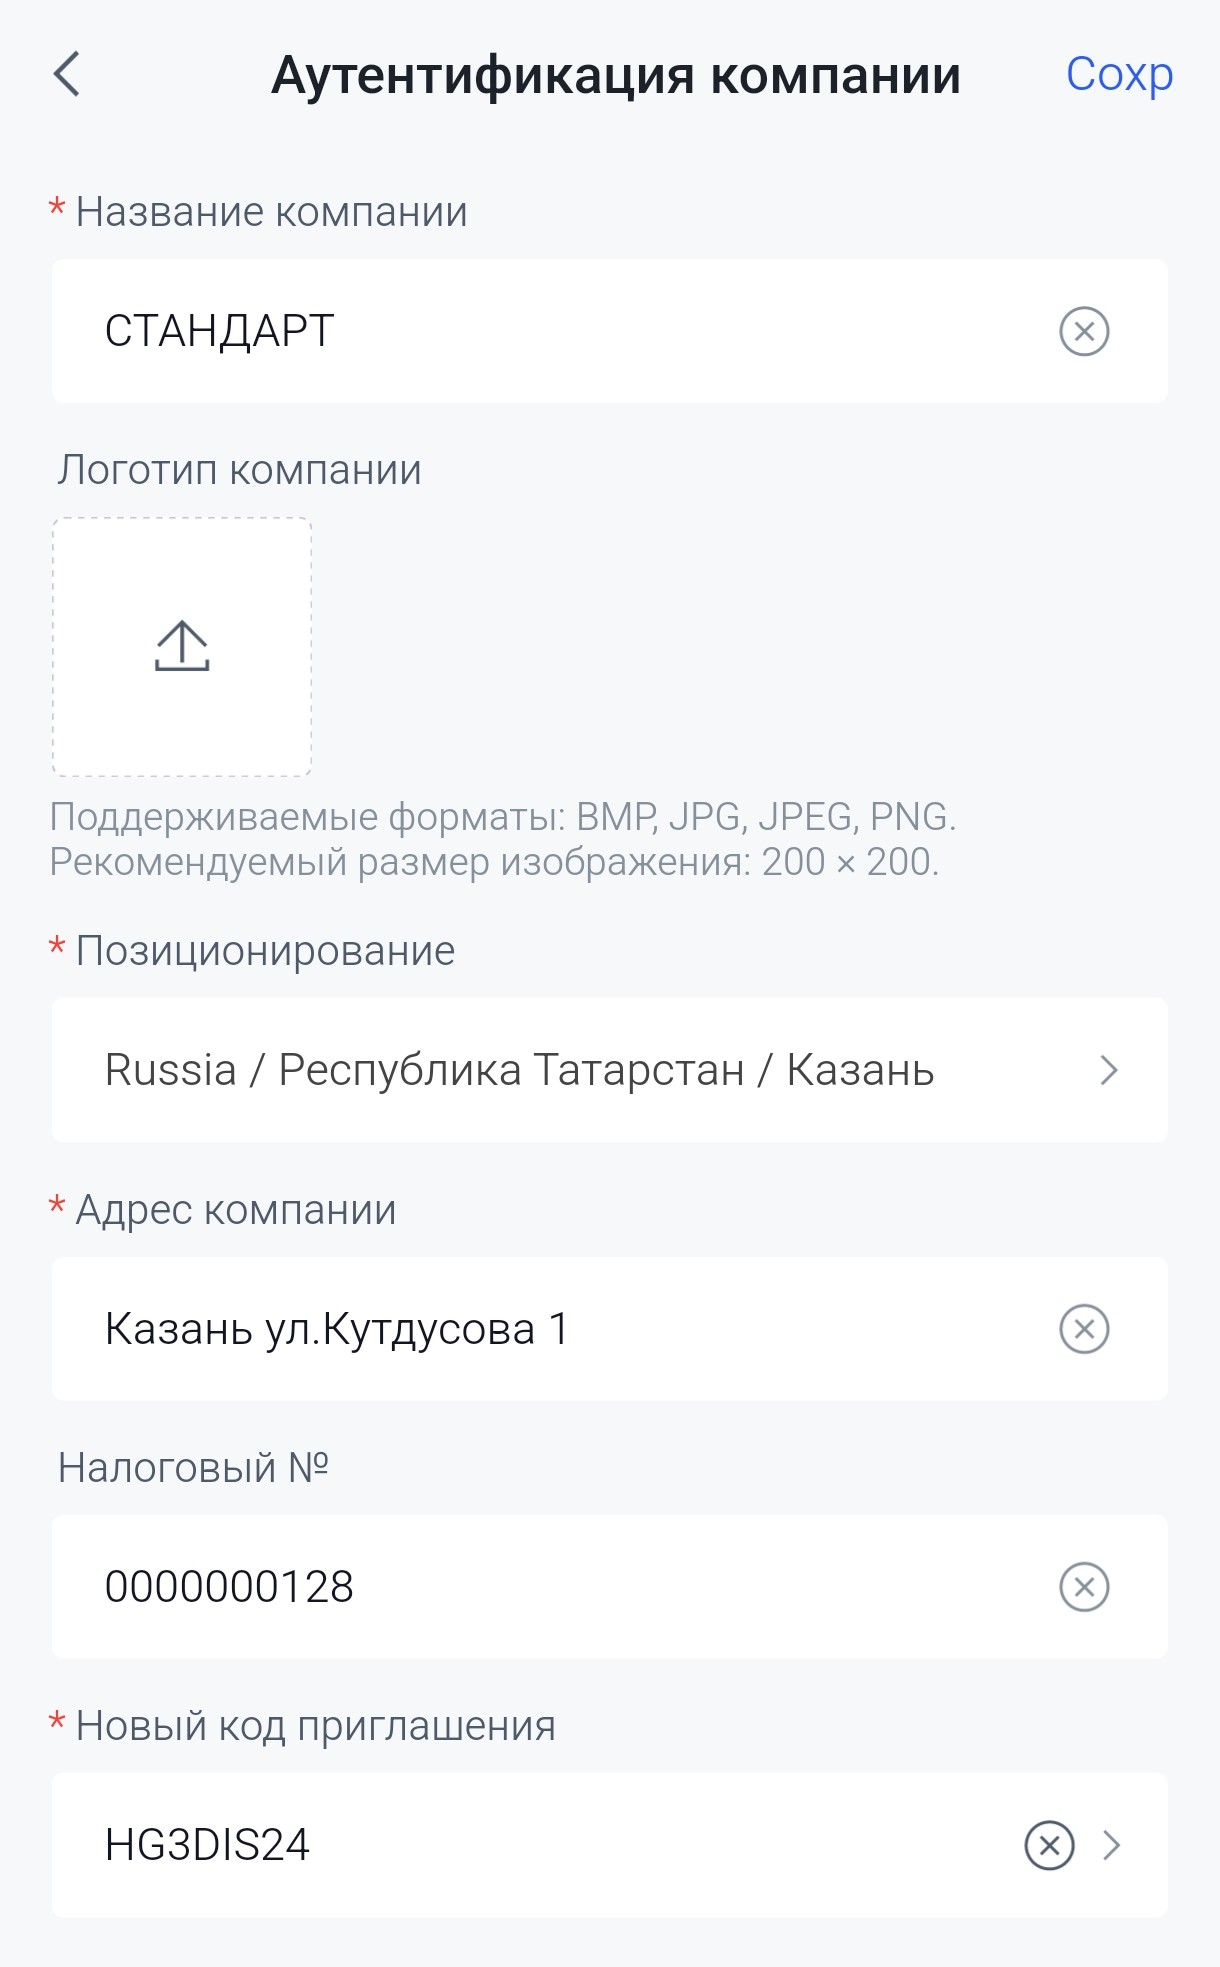 Аутентификация компании
Сохр
* Название компании
СТАНДАРТ
Логотип компании
Поддерживаемые форматы: BMP, JPG, JPEG, PNG.
Рекомендуемый размер изображения: 200 × 200.
* Позиционирование
Russia / Республика Татарстан / Казань
* Адрес компании
Казань ул.Кутдусова 1
Налоговый №
0000000128
* Новый код приглашения
HG3DIS24